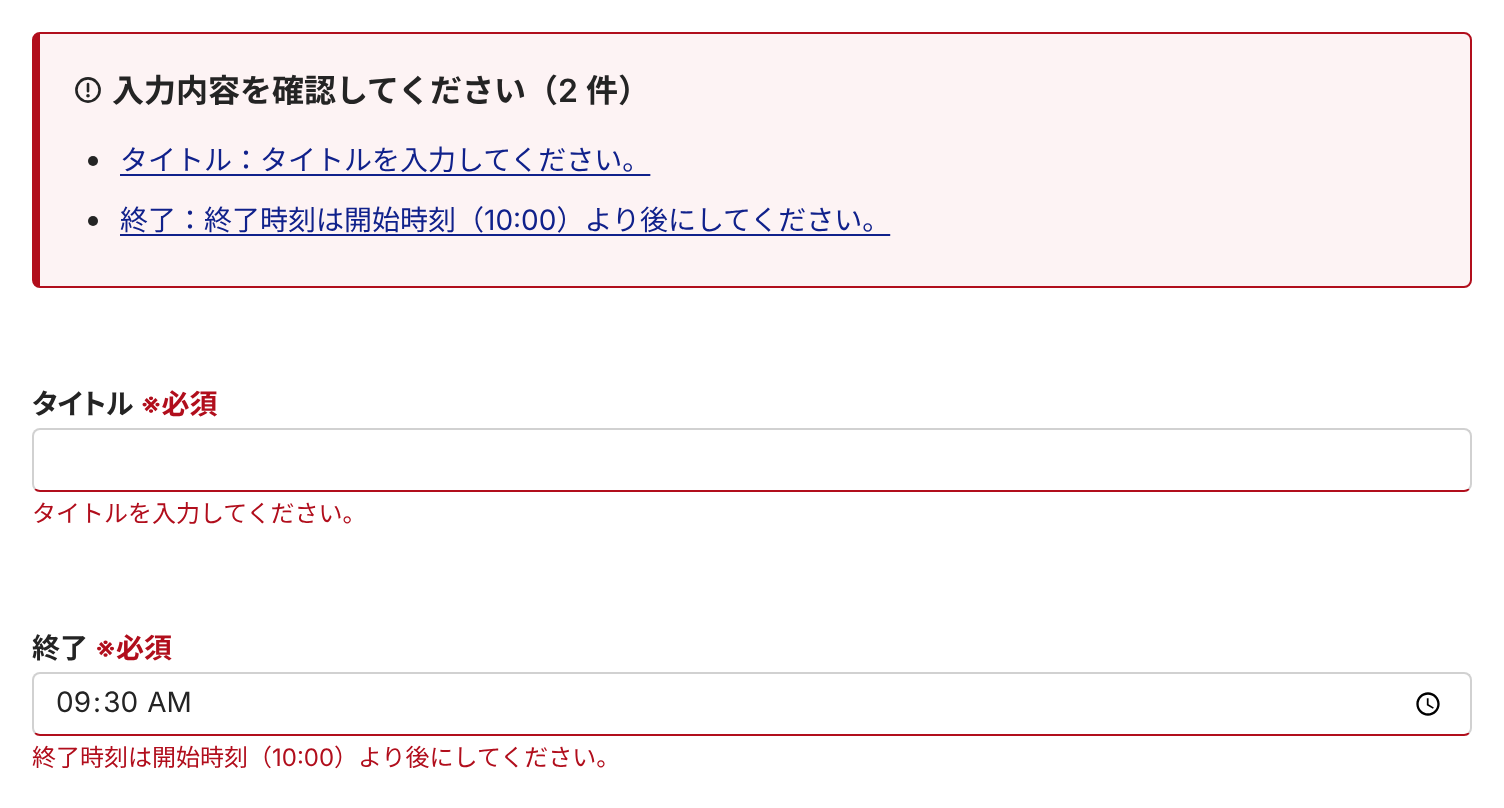 入力内容を確認してください（2 件）
タイトル：タイトルを入力してください。
終了：終了時刻は開始時刻（10:00）より後にしてください。
タイトル ※必須
タイトルを入力してください。
終了 ※必須
09:30 AM
終了時刻は開始時刻（10:00）より後にしてください。